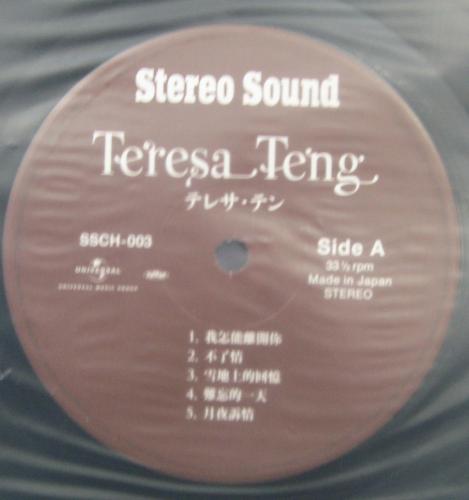 Stereo Sound
Teresa Teng
テレサ・テン
SSCH-003
Side A
33 ⅓ rpm
Made in Japan
STEREO
UNIVERSAL
UNIVERSAL MUSIC GROUP
1. 我怎能離開你
2. 不了情
3. 雪地上的回憶
4. 難忘的一天
5. 月夜訴情